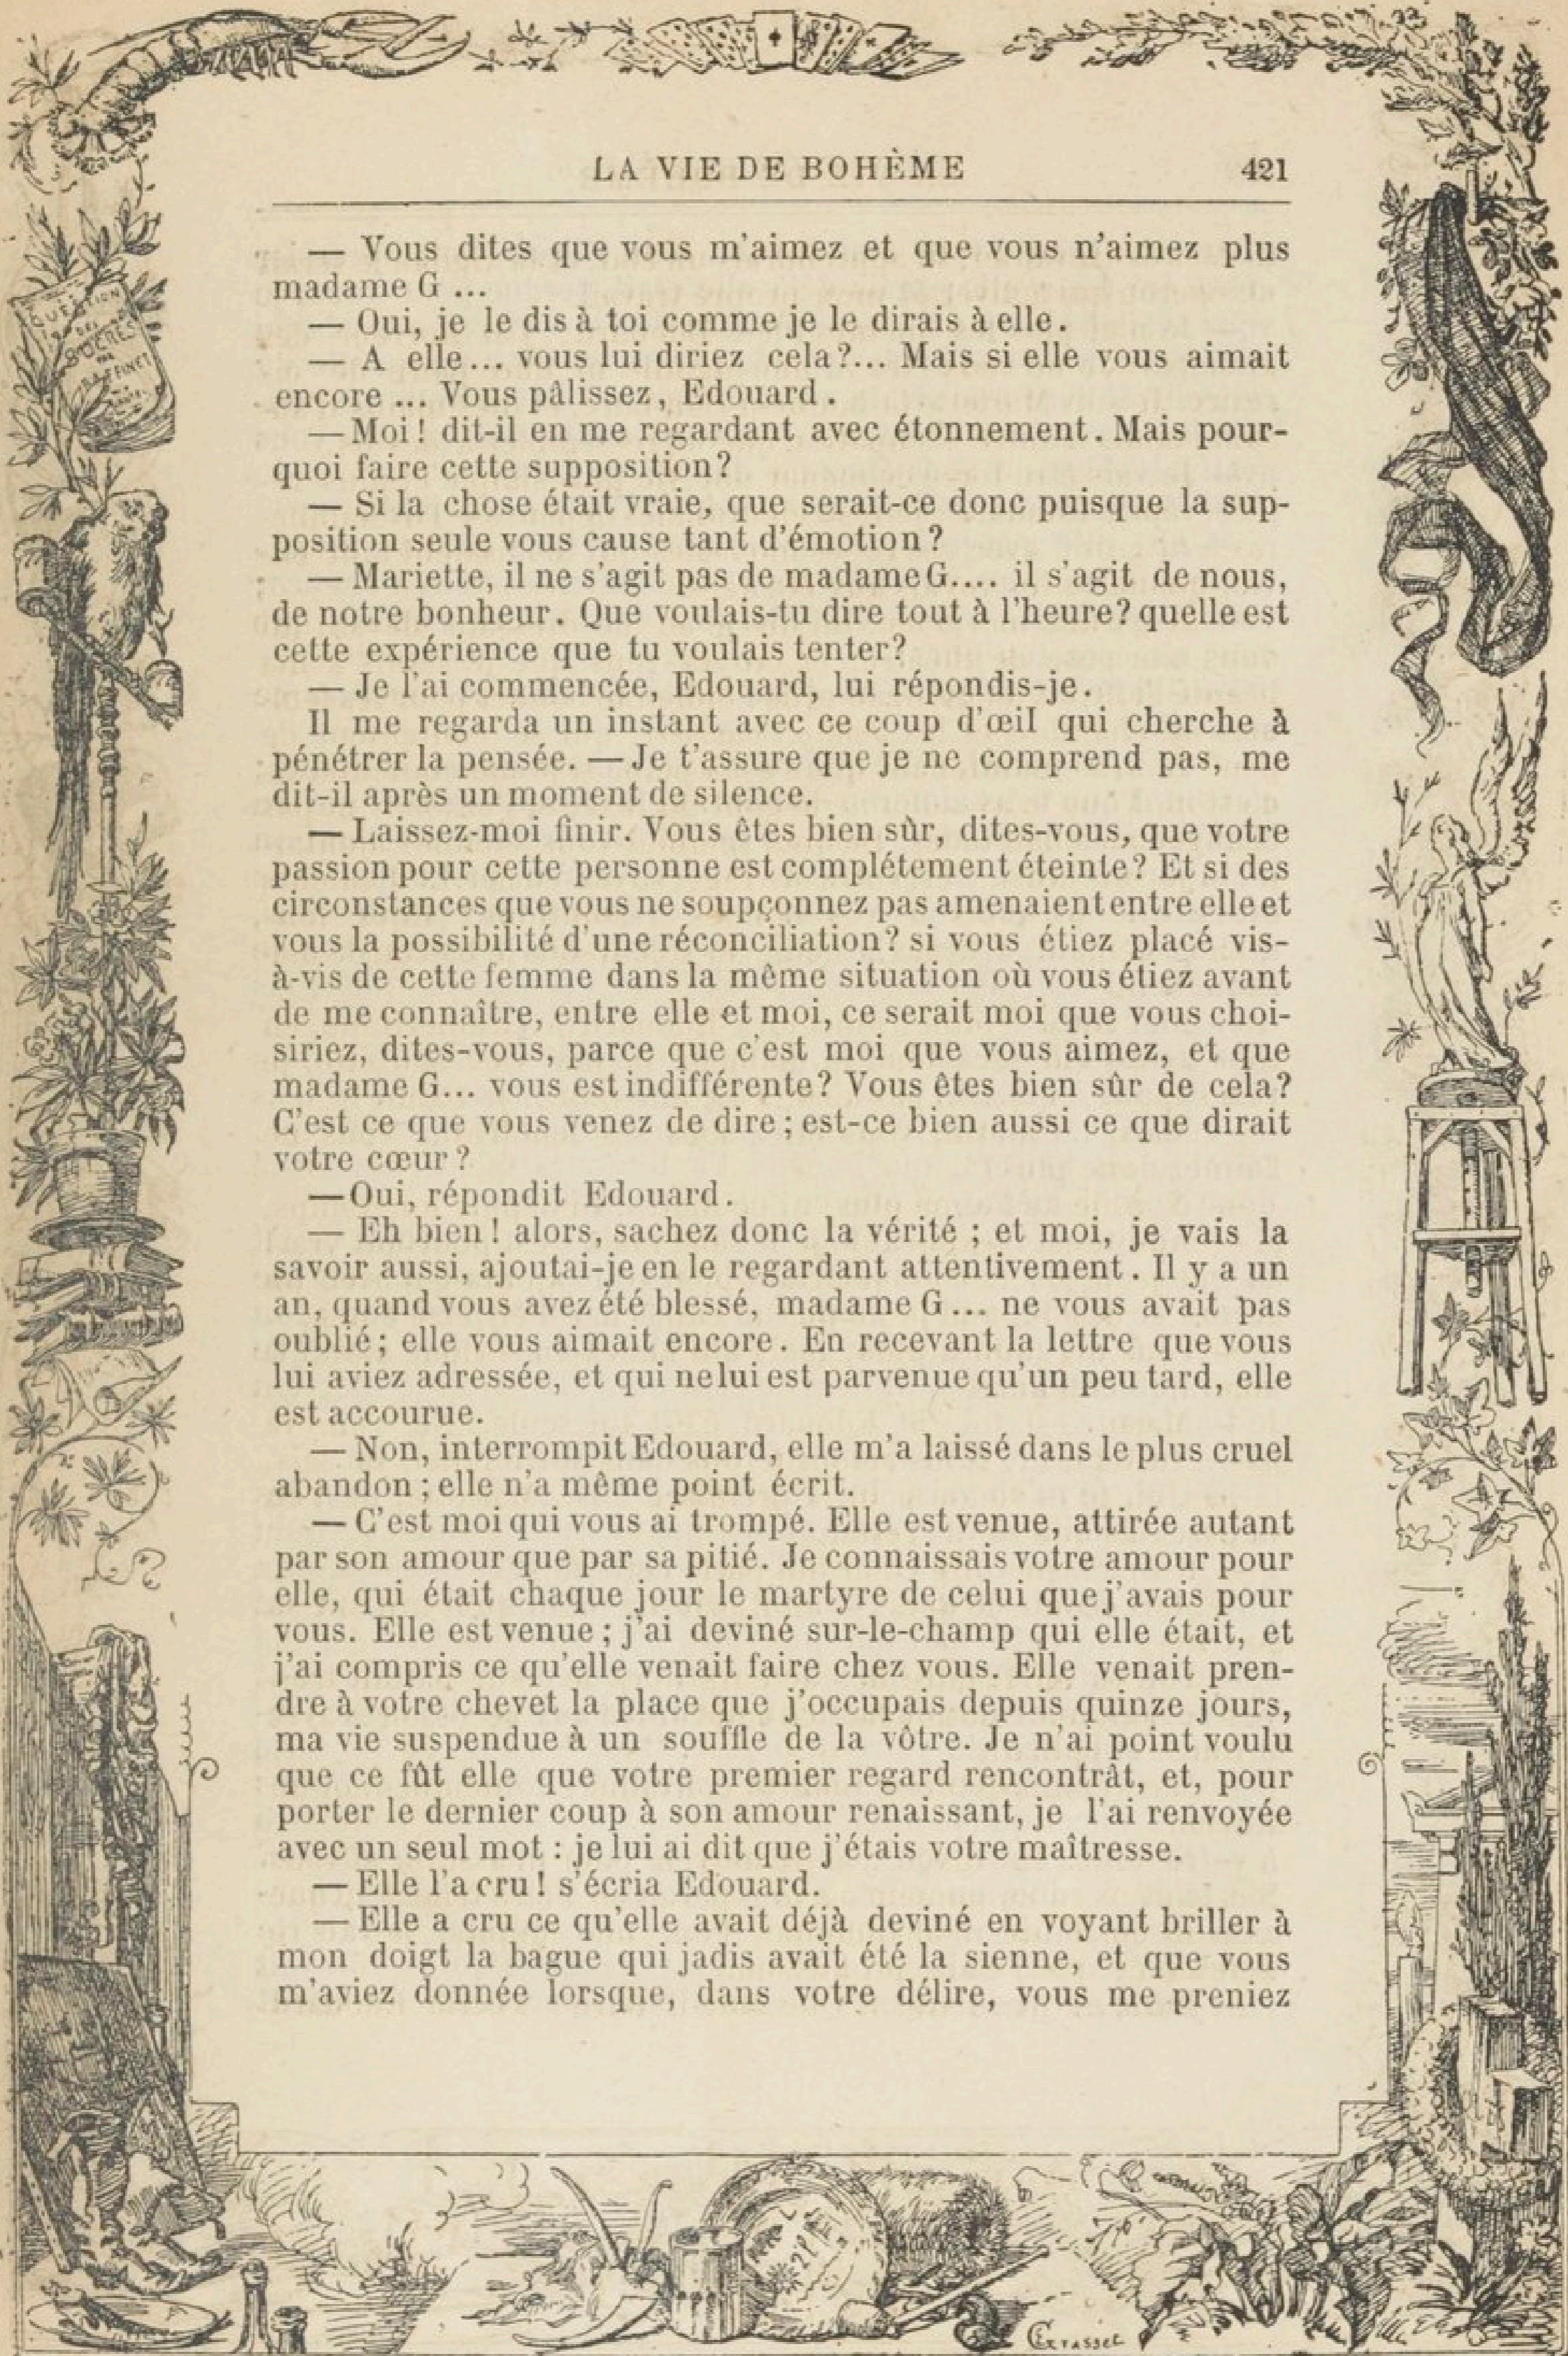 LA VIE DE BOHÈME 421
— Vous dites que vous m'aimez et que vous n'aimez plus
madame G ...
— Oui, je le dis à toi comme je le dirais à elle.
— A elle... vous lui diriez cela?... Mais si elle vous aimait
encore ... Vous pâlissez, Edouard.
— Moi! dit-il en me regardant avec étonnement. Mais pour-
quoi faire cette supposition?
— Si la chose était vraie, que serait-ce donc puisque la sup-
position seule vous cause tant d'émotion?
— Mariette, il ne s'agit pas de madame G.... il s'agit de nous,
de notre bonheur. Que voulais-tu dire tout à l'heure? quelle est
cette expérience que tu voulais tenter?
— Je l'ai commencée, Edouard, lui répondis-je.
Il me regarda un instant avec ce coup d'œil qui cherche à
pénétrer la pensée. — Je t'assure que je ne comprend pas, me
dit-il après un moment de silence.
— Laissez-moi finir. Vous êtes bien sûr, dites-vous, que votre
passion pour cette personne est complétement éteinte? Et si des
circonstances que vous ne soupçonnez pas amenaient entre elle et
vous la possibilité d'une réconciliation? si vous étiez placé vis-
à-vis de cette femme dans la même situation où vous étiez avant
de me connaître, entre elle et moi, ce serait moi que vous choi-
siriez, dites-vous, parce que c'est moi que vous aimez, et que
madame G... vous est indifférente? Vous êtes bien sûr de cela?
C'est ce que vous venez de dire; est-ce bien aussi ce que dirait
votre cœur?
— Oui, répondit Edouard.
— Eh bien! alors, sachez donc la vérité; et moi, je vais la
savoir aussi, ajoutai-je en le regardant attentivement. Il y a un
an, quand vous avez été blessé, madame G ... ne vous avait pas
oublié; elle vous aimait encore. En recevant la lettre que vous
lui aviez adressée, et qui ne lui est parvenue qu'un peu tard, elle
est accourue.
— Non, interrompit Edouard, elle m'a laissé dans le plus cruel
abandon; elle n'a même point écrit.
— C'est moi qui vous ai trompé. Elle est venue, attirée autant
par son amour que par sa pitié. Je connaissais votre amour pour
elle, qui était chaque jour le martyre de celui que j'avais pour
vous. Elle est venue; j'ai deviné sur-le-champ qui elle était, et
j'ai compris ce qu'elle venait faire chez vous. Elle venait pren-
dre à votre chevet la place que j'occupais depuis quinze jours,
ma vie suspendue à un souffle de la vôtre. Je n'ai point voulu
que ce fût elle que votre premier regard rencontrât, et, pour
porter le dernier coup à son amour renaissant, je l'ai renvoyée
avec un seul mot : je lui ai dit que j'étais votre maîtresse.
— Elle l'a cru! s'écria Edouard.
— Elle a cru ce qu'elle avait déjà deviné en voyant briller à
mon doigt la bague qui jadis avait été la sienne, et que vous
m'aviez donnée lorsque, dans votre délire, vous me preniez
QUESTION
DES
SOCIÉTÉS
PAR
EGrasset